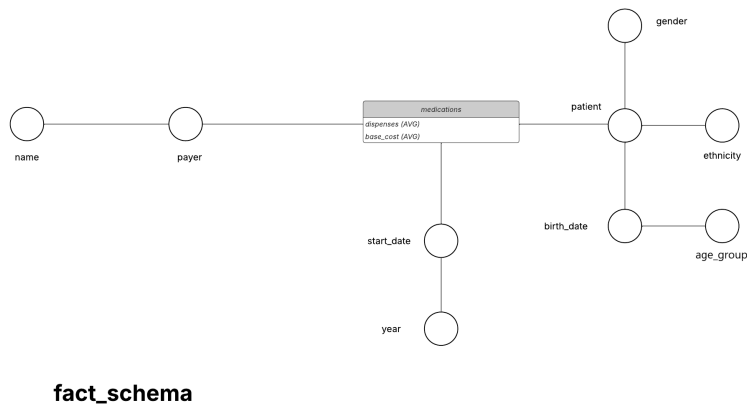 gender
medications
patient
dispenses (AVG)
base_cost (AVG)
name
payer
ethnicity
birth_date
start_date
age_group
year
fact_schema